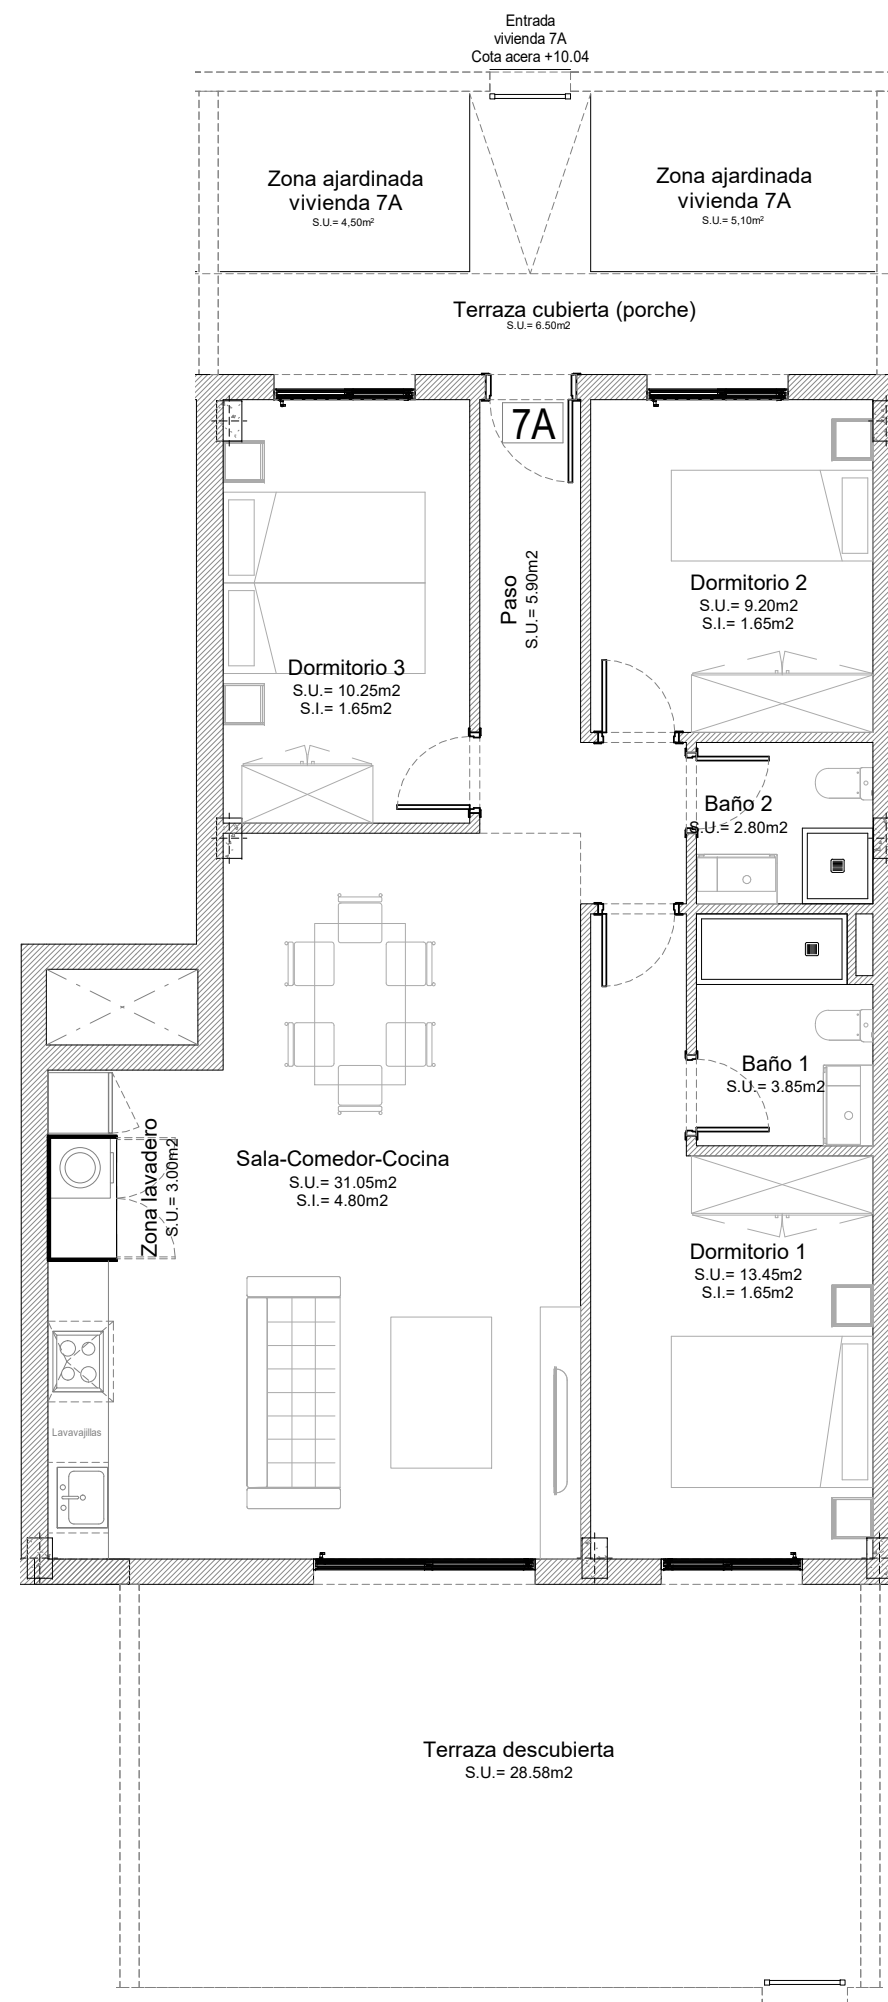 Entrada
vivienda 7A
Cota acera +10.04
Zona ajardinada
vivienda 7A
S.U.= 4,50m²
Zona ajardinada
vivienda 7A
S.U.= 5,10m²
Terraza cubierta (porche)
S.U.= 6.50m2
7A
Paso
S.U.= 5.90m2
Dormitorio 2
S.U.= 9.20m2
S.I.= 1.65m2
Dormitorio 3
S.U.= 10.25m2
S.I.= 1.65m2
Baño 2
S.U.= 2.80m2
Baño 1
S.U.= 3.85m2
Zona lavadero
S.U.= 3.00m2
Sala-Comedor-Cocina
S.U.= 31.05m2
S.I.= 4.80m2
Dormitorio 1
S.U.= 13.45m2
S.I.= 1.65m2
Lavavajillas
Terraza descubierta
S.U.= 28.58m2